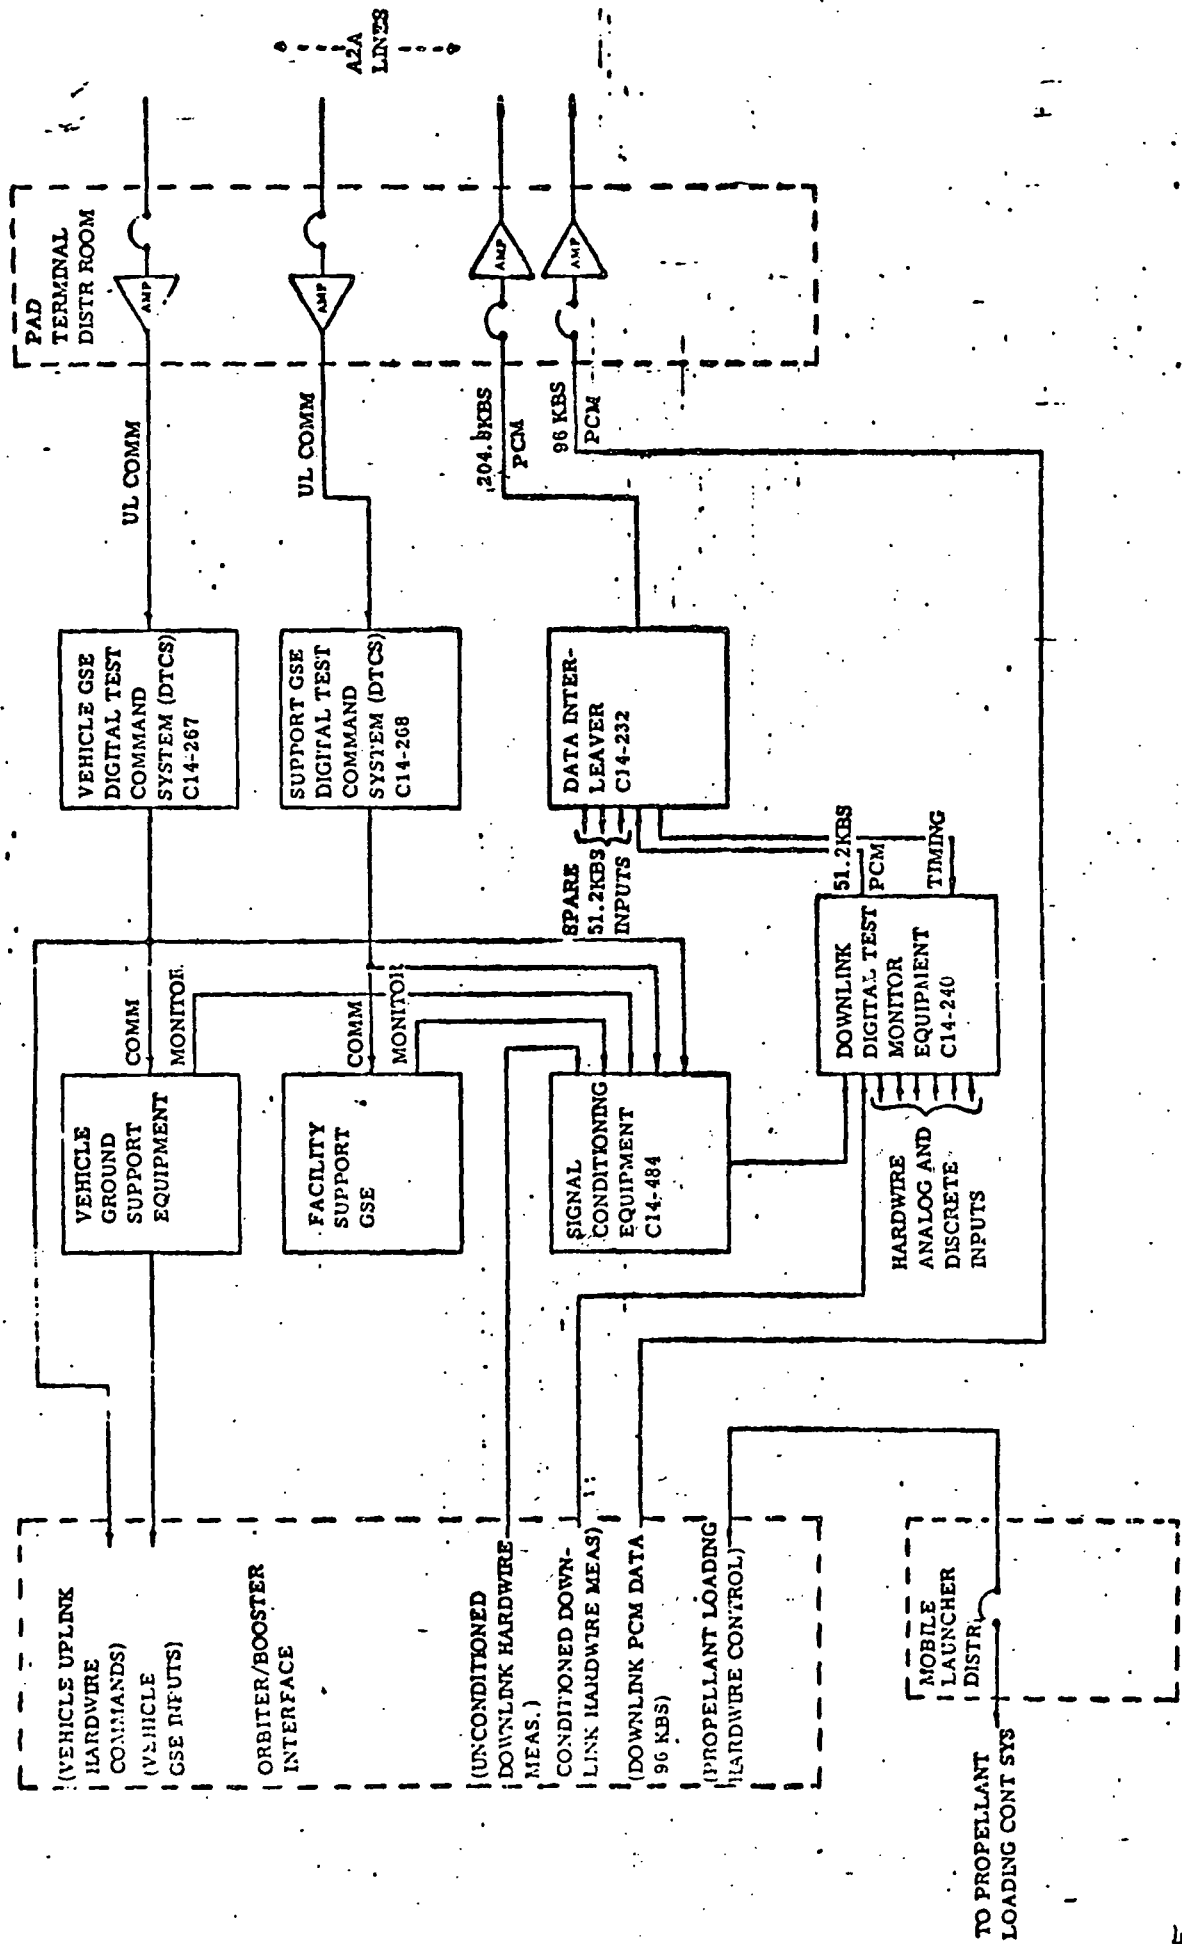 (VEHICLE UPLINK
HARDWIRE
COMMANDS)
(VEHICLE
GSE INPUTS)
ORBITER/BOOSTER
INTERFACE
(UNCONDITIONED
DOWNLINK HARDWIRE
MEAS.)
CONDITIONED DOWN-
LINK HARDWIRE MEAS)
(DOWNLINK PCM DATA
96 KBS)
(PROPELLANT LOADING
HARDWIRE CONTROL)
MOBILE
LAUNCHER
DISTR
TO PROPELLANT
LOADING CONT SYS
VEHICLE
GROUND
SUPPORT
EQUIPMENT
COMM
MONITOR
FACILITY
SUPPORT
GSE
COMM
MONITOR
SIGNAL
CONDITIONING
EQUIPMENT
C14-484
HARDWIRE
ANALOG AND
DISCRETE
INPUTS
VEHICLE GSE
DIGITAL TEST
COMMAND
SYSTEM (DTCS)
C14-267
SUPPORT GSE
DIGITAL TEST
COMMAND
SYSTEM (DTCS)
C14-268
DATA INTER-
LEAVER
C14-232
SPARE
51.2KBS
INPUTS
51.2KBS
PCM
TIMING
DOWNLINK
DIGITAL TEST
MONITOR
EQUIPMENT
C14-240
UL COMM
UL COMM
204.8KBS
PCM
96 KBS
PCM
PAD
TERMINAL
DISTR ROOM
AMP
AMP
AMP
AMP
A2A
LINES